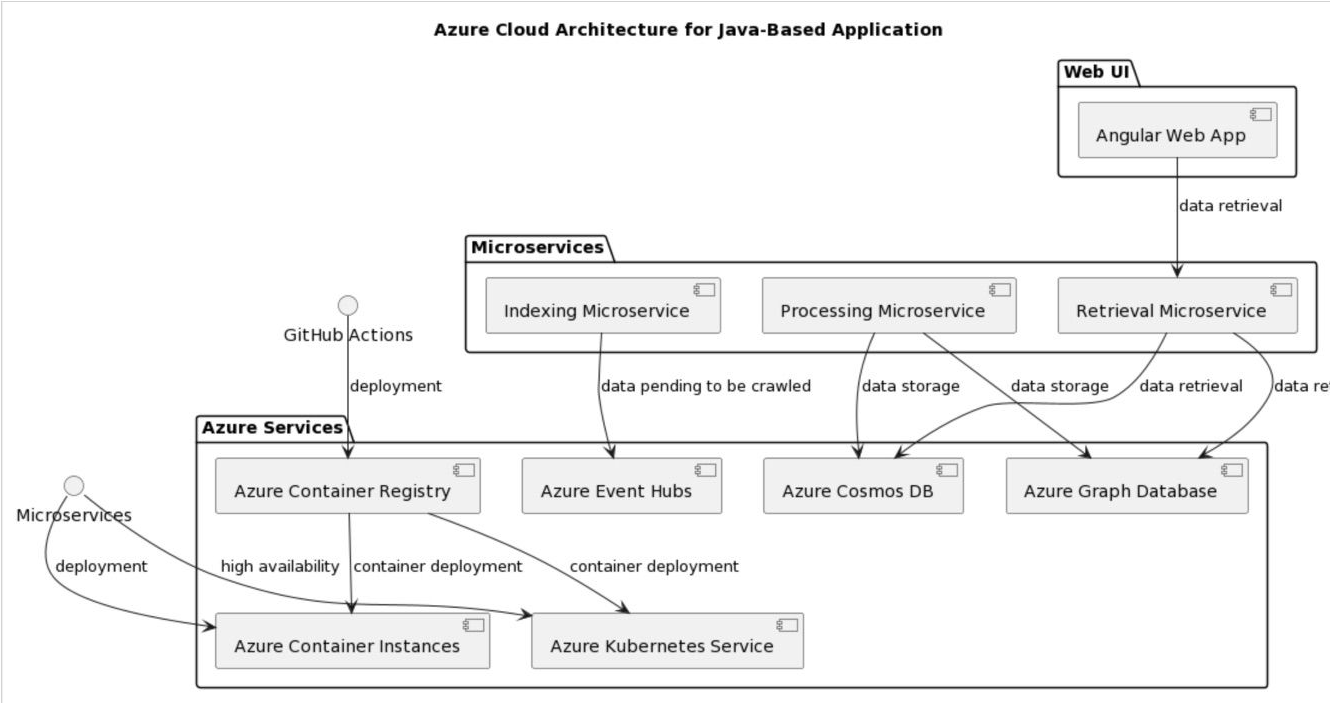 Azure Cloud Architecture for Java-Based Application
Web UI
Angular Web App
data retrieval
Microservices
Indexing Microservice
Processing Microservice
Retrieval Microservice
GitHub Actions
deployment
data pending to be crawled
data storage
data storage
data retrieval
data re
Azure Services
Azure Container Registry
Azure Event Hubs
Azure Cosmos DB
Azure Graph Database
Microservices
deployment
high availability
container deployment
container deployment
Azure Container Instances
Azure Kubernetes Service